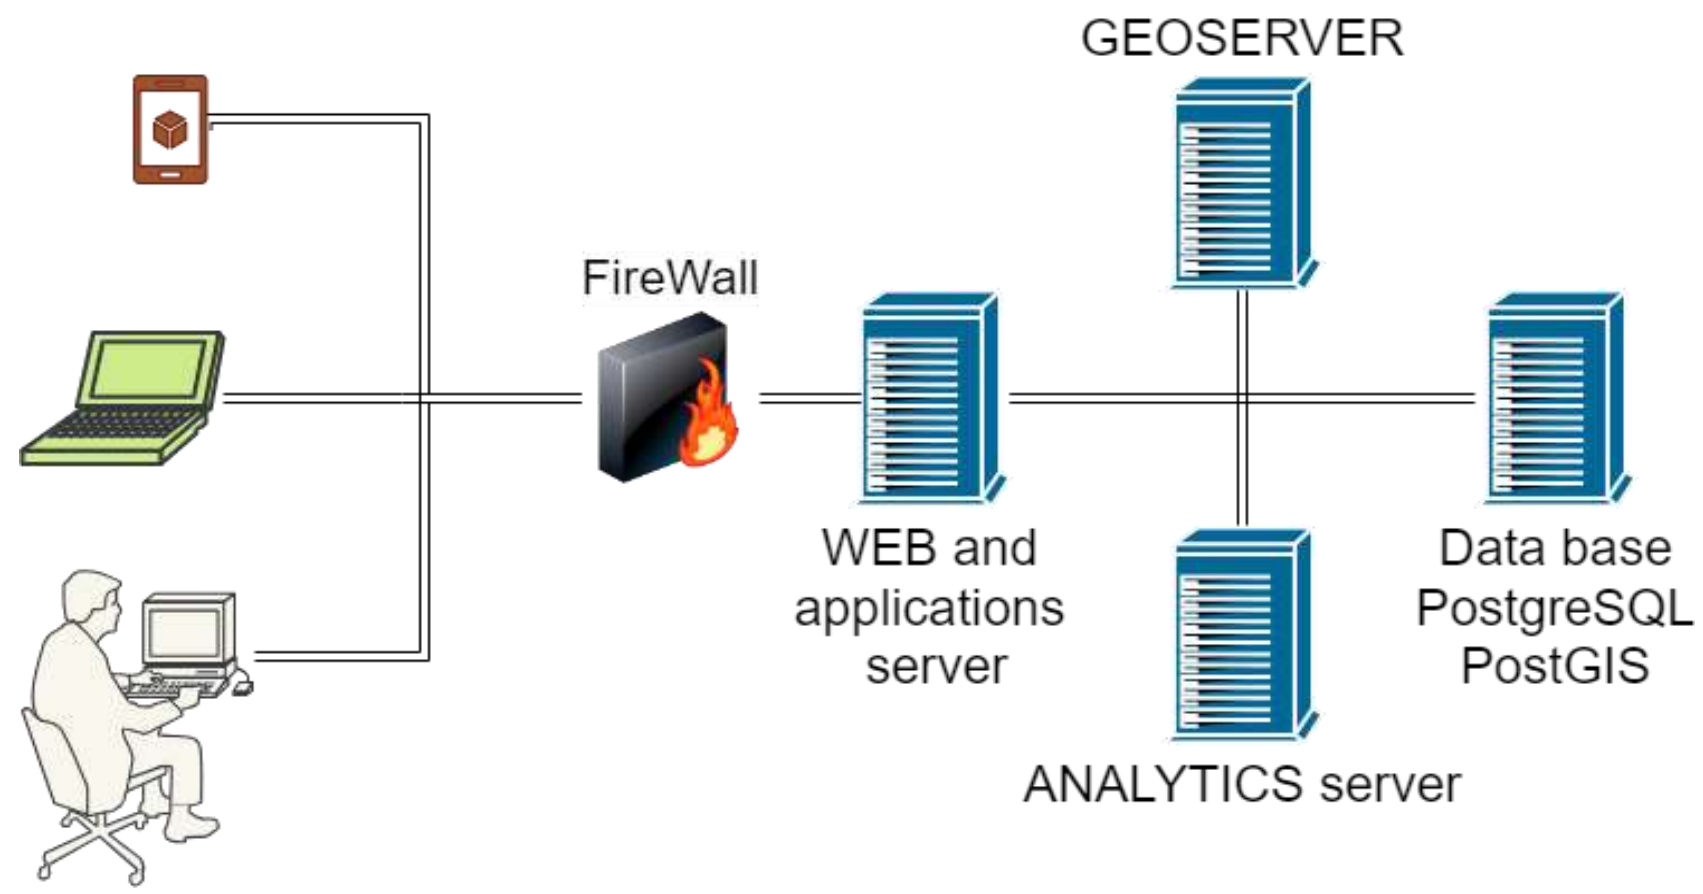 GEOSERVER
FireWall
WEB and
applications
server
Data base
PostgreSQL
PostGIS
ANALYTICS server